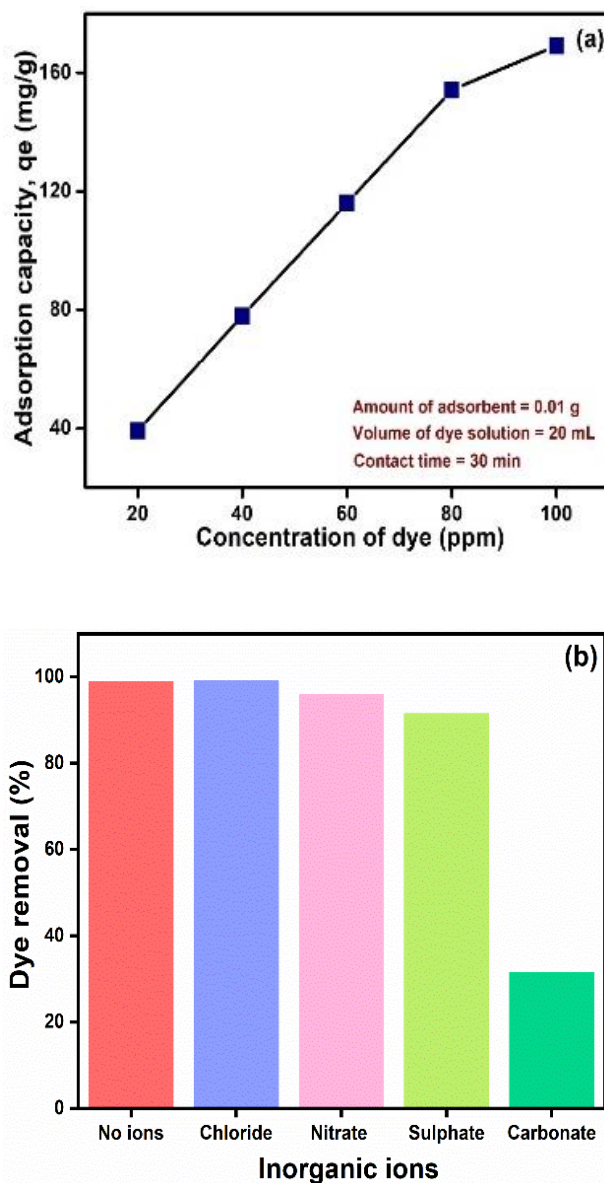 (a)
Adsorption capacity, qe (mg/g)
160
120
80
40
Amount of adsorbent = 0.01 g
Volume of dye solution = 20 mL
Contact time = 30 min
20 40 60 80 100
Concentration of dye (ppm)
(b)
Dye removal (%)
100
80
60
40
20
0
No ions Chloride Nitrate Sulphate Carbonate
Inorganic ions